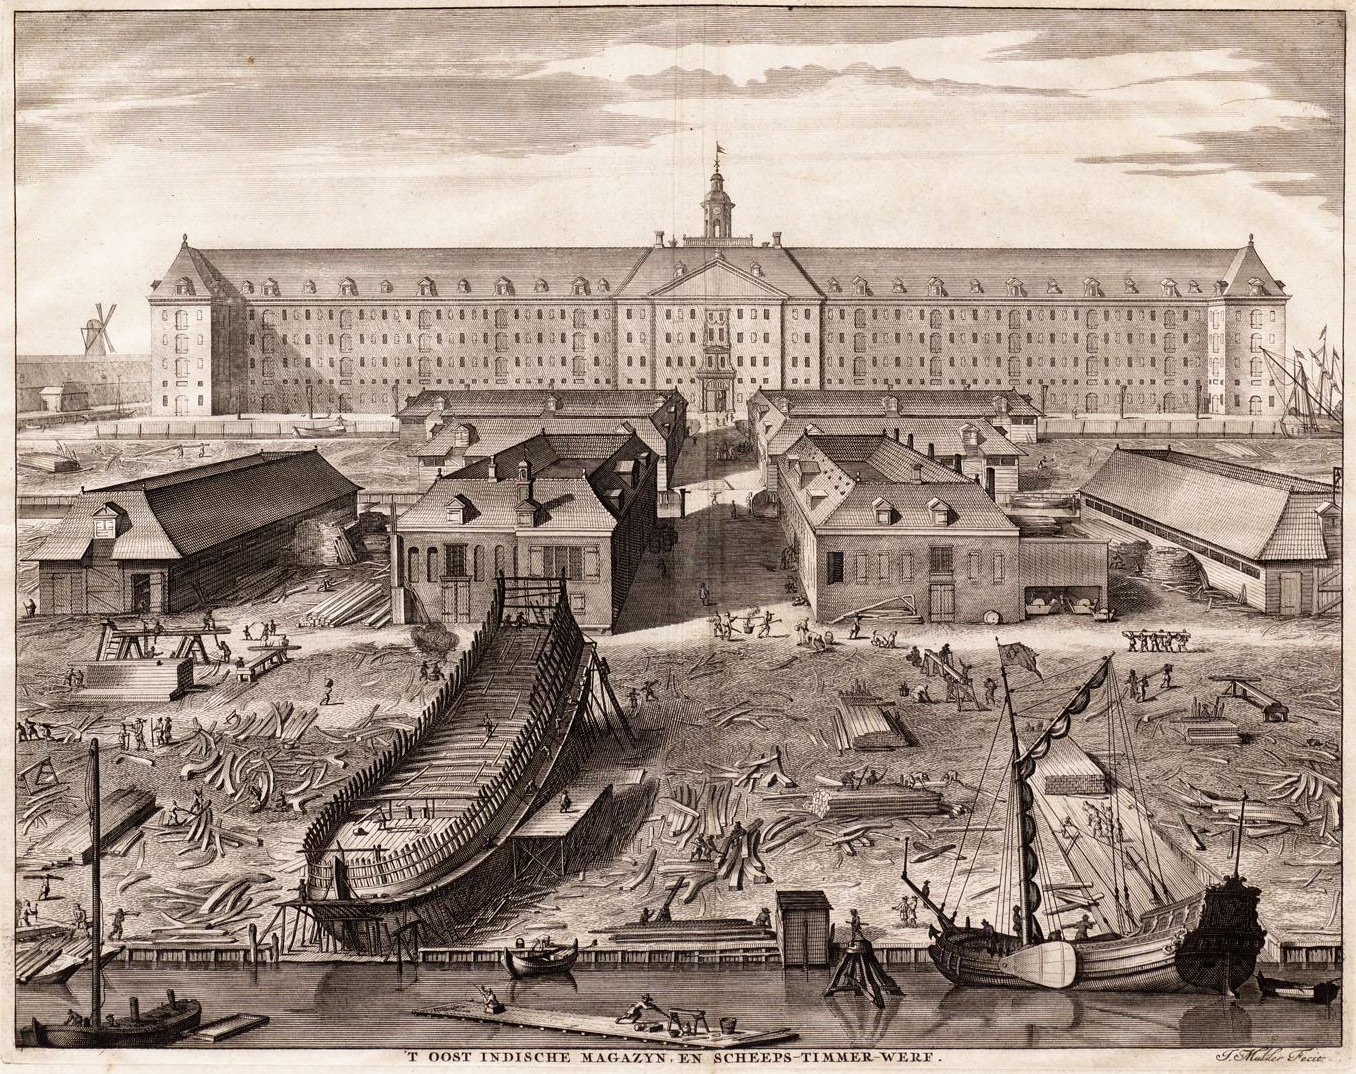 'T OOST INDISCHE MAGAZYN, EN SCHEEPS-TIMMER-WERF.
J. Mulder Fecit